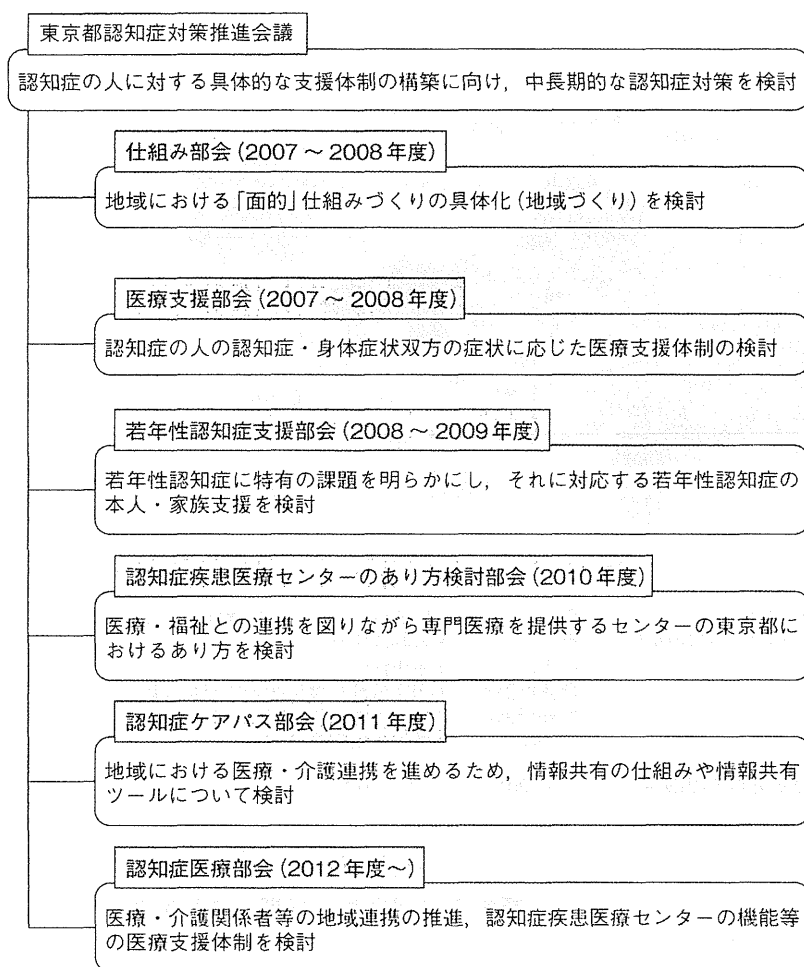 東京都認知症対策推進会議
認知症の人に対する具体的な支援体制の構築に向け，中長期的な認知症対策を検討
仕組み部会（2007～2008年度）
地域における「面的」仕組みづくりの具体化（地域づくり）を検討
医療支援部会（2007～2008年度）
認知症の人の認知症・身体症状双方の症状に応じた医療支援体制の検討
若年性認知症支援部会（2008～2009年度）
若年性認知症に特有の課題を明らかにし，それに対応する若年性認知症の
本人・家族支援を検討
認知症疾患医療センターのあり方検討部会（2010年度）
医療・福祉との連携を図りながら専門医療を提供するセンターの東京都に
おけるあり方を検討
認知症ケアパス部会（2011年度）
地域における医療・介護連携を進めるため，情報共有の仕組みや情報共有
ツールについて検討
認知症医療部会（2012年度～）
医療・介護関係者等の地域連携の推進，認知症疾患医療センターの機能等
の医療支援体制を検討